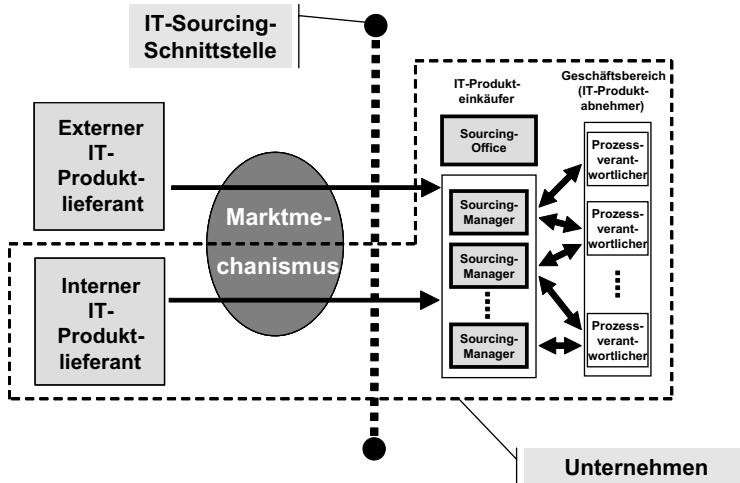 IT-Sourcing-
Schnittstelle
IT-Produkt-
einkäufer
Geschäftsbereich
(IT-Produkt-
abnehmer)
Externer
IT-
Produkt-
lieferant
Sourcing-
Office
Prozess-
verant-
wortlicher
Marktme-
chanismus
Sourcing-
Manager
Prozess-
verant-
wortlicher
Sourcing-
Manager
Interner
IT-
Produkt-
lieferant
Sourcing-
Manager
Prozess-
verant-
wortlicher
Unternehmen